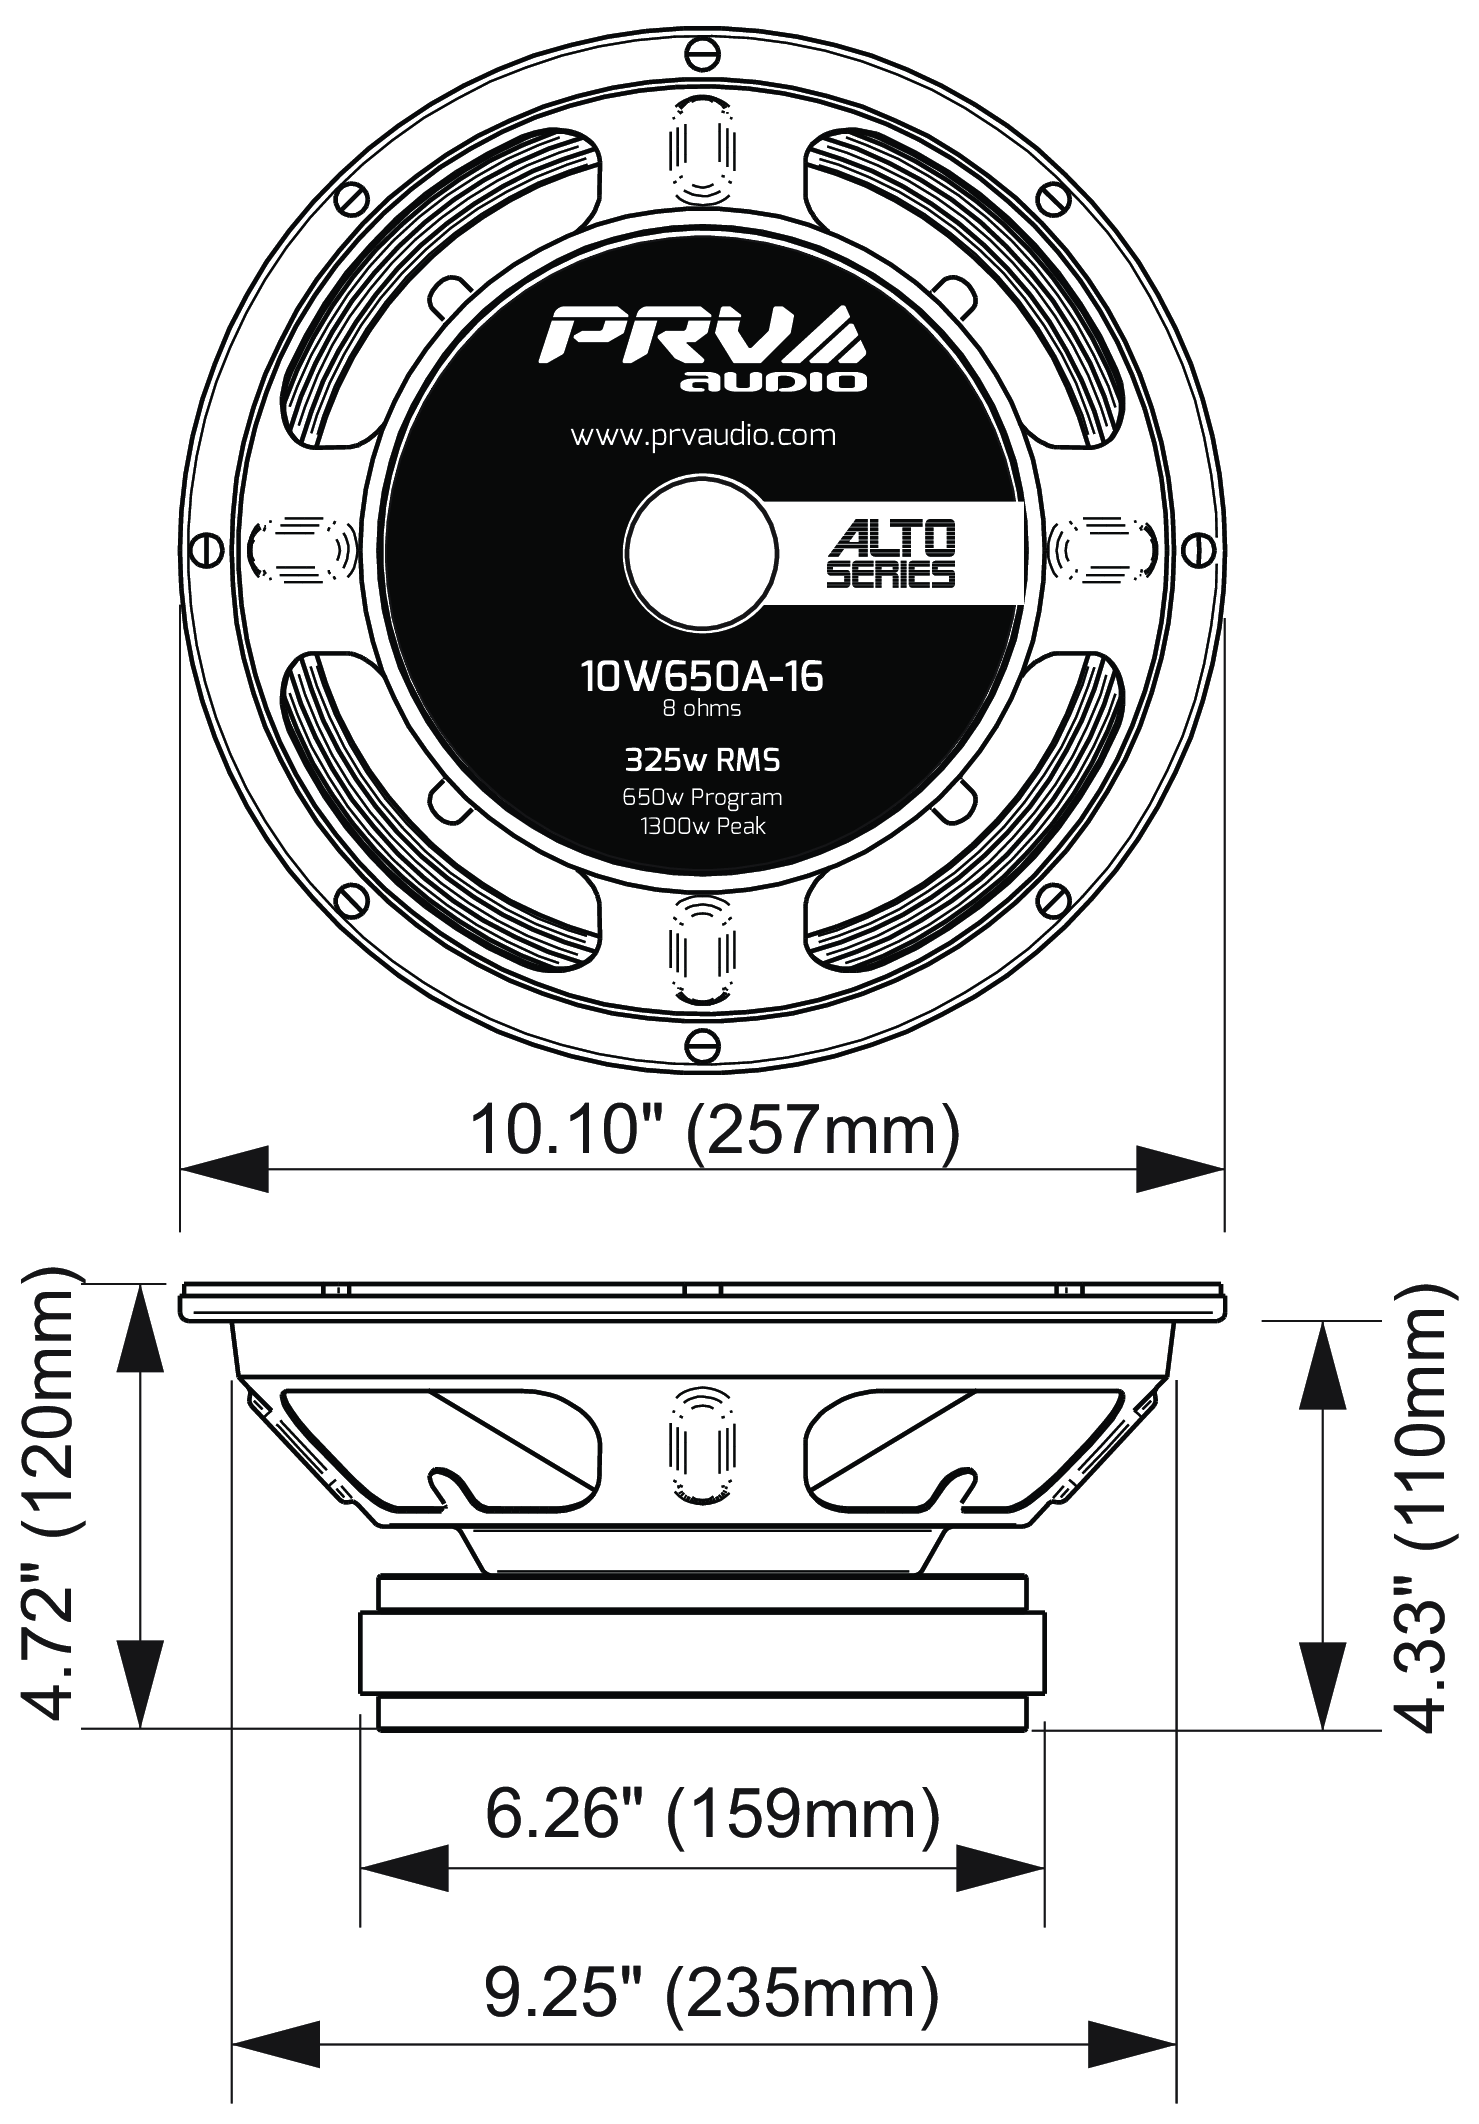 PRV
audio
www.prvaudio.com
ALTO
SERIES
10W650A-16
8 ohms
325w RMS
650w Program
1300w Peak
10.10" (257mm)
4.72" (120mm)
4.33" (110mm)
6.26" (159mm)
9.25" (235mm)